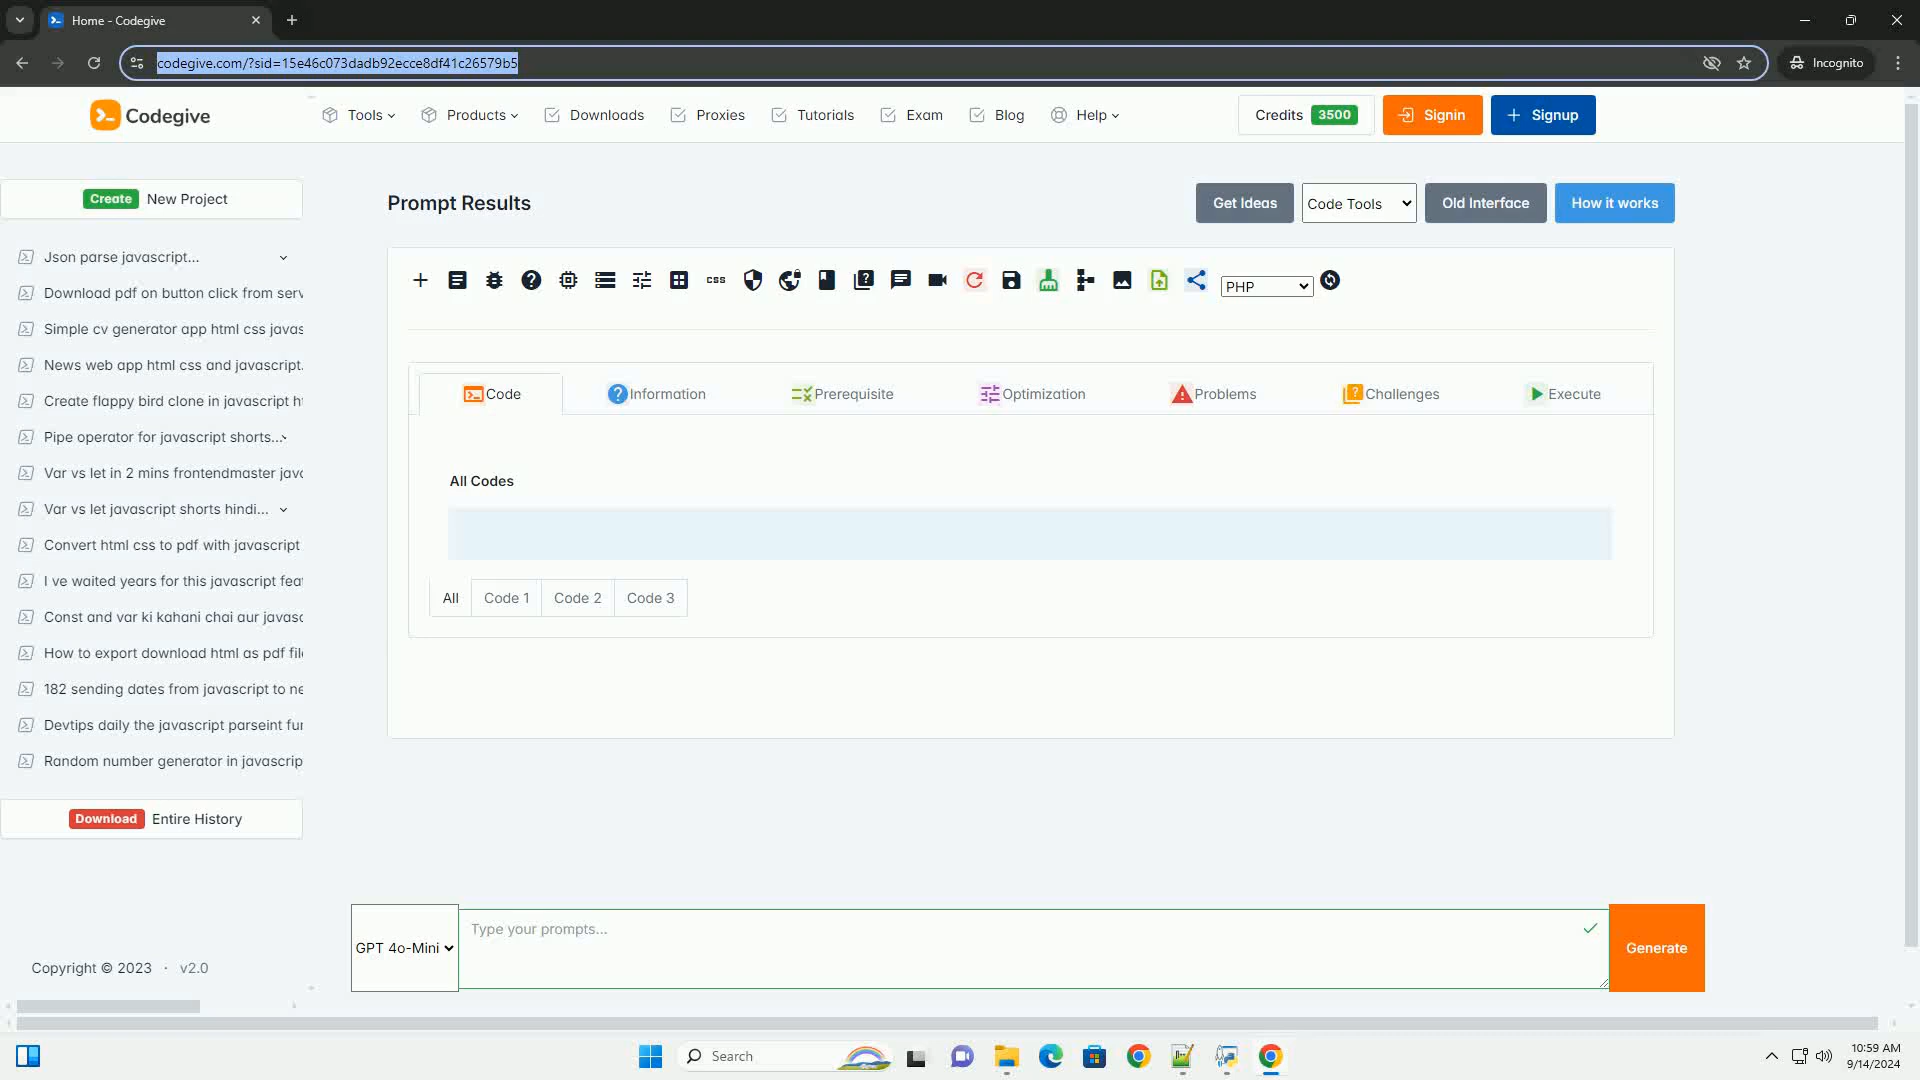 Home - Codegive
codegive.com/?sid=15e46c073dadb92ecce8df41c26579b5
Incognito
Codegive
Tools
Products
Downloads
Proxies
Tutorials
Exam
Blog
Help
Credits 3500
Signin
Signup
Create New Project
Json parse javascript...
Download pdf on button click from serv
Simple cv generator app html css javas
News web app html css and javascript.
Create flappy bird clone in javascript ht
Pipe operator for javascript shorts...
Var vs let in 2 mins frontendmaster java
Var vs let javascript shorts hindi...
Convert html css to pdf with javascript
I ve waited years for this javascript feat
Const and var ki kahani chai aur javasc
How to export download html as pdf file
182 sending dates from javascript to ne
Devtips daily the javascript parseint fun
Random number generator in javascrip
Download Entire History
Copyright © 2023 · v2.0
Prompt Results
Get Ideas
Code Tools
Old Interface
How it works
css
PHP
Code
Information
Prerequisite
Optimization
Problems
Challenges
Execute
All Codes
All
Code 1
Code 2
Code 3
GPT 4o-Mini
Type your prompts...
Generate
Search
10:59 AM
9/14/2024